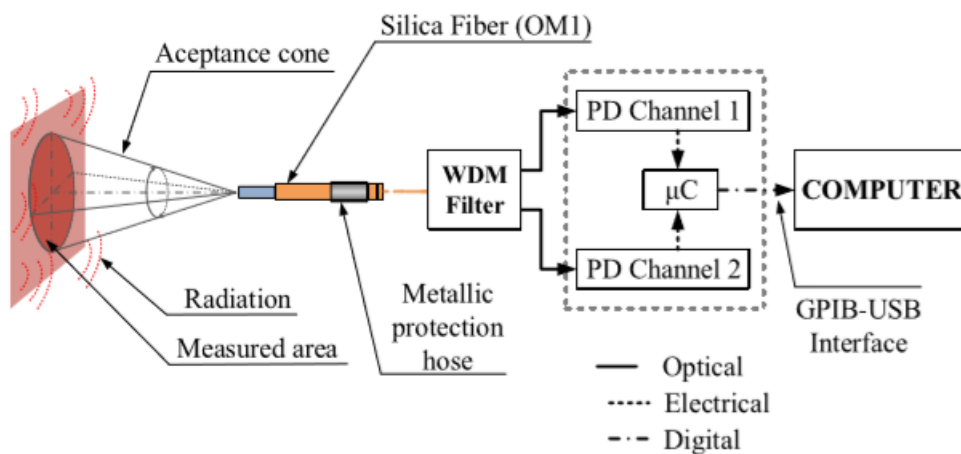 Silica Fiber (OM1)
Aceptance cone
PD Channel 1
WDM
Filter
μC
COMPUTER
PD Channel 2
Radiation
Measured area
Metallic
protection
hose
GPIB-USB
Interface
Optical
Electrical
Digital